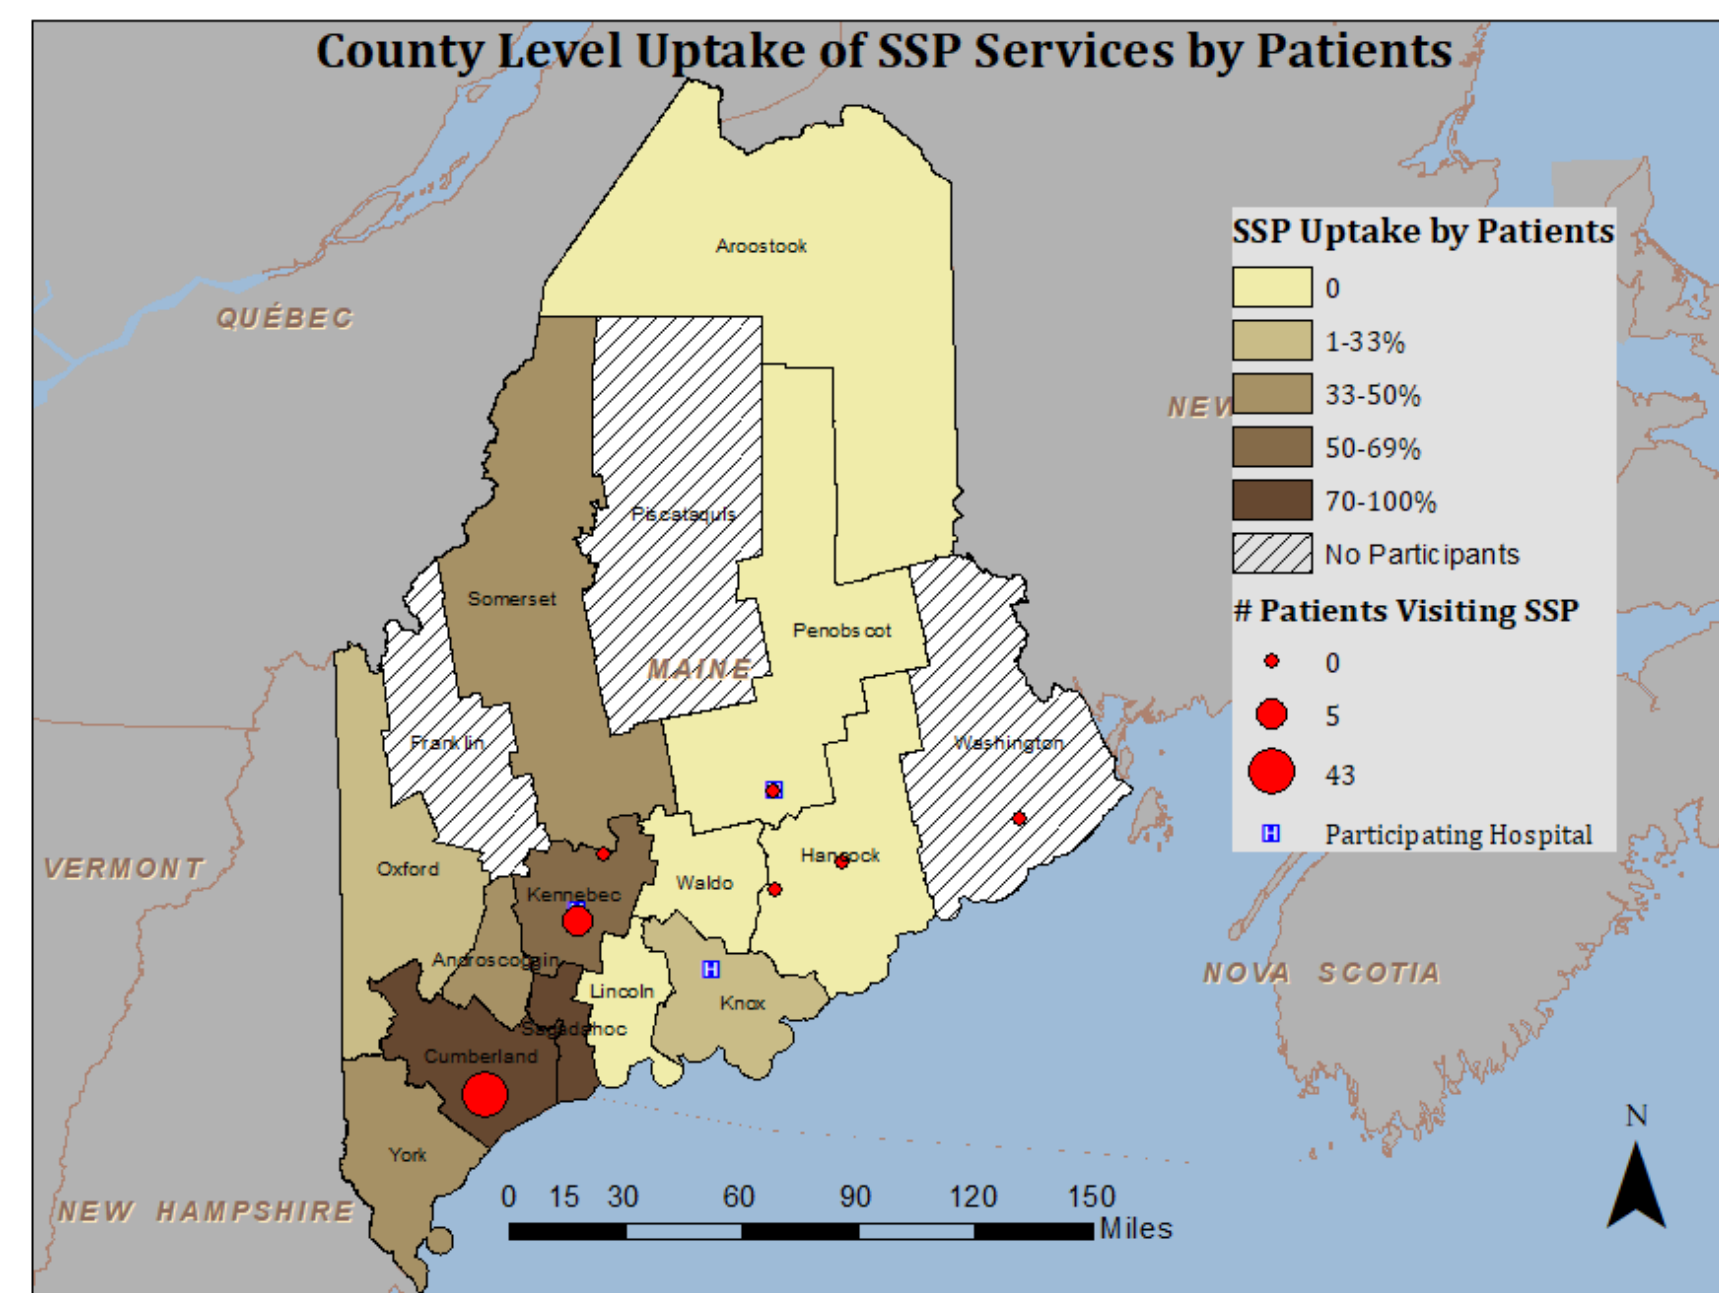 County Level Uptake of SSP Services by Patients
Aroostook
SSP Uptake by Patients
0
1-33%
33-50%
50-69%
70-100%
No Participants
# Patients Visiting SSP
0
5
43
Participating Hospital
QUÉBEC
NEW
Piscataquis
Somerset
Penobscot
MAINE
Franklin
Washington
VERMONT
Oxford
Kennebec
Waldo
Hancock
Androscoggin
Lincoln
Knox
NOVA SCOTIA
Sagadahoc
Cumberland
York
NEW HAMPSHIRE
0 15 30 60 90 120 150
Miles
N
H
H